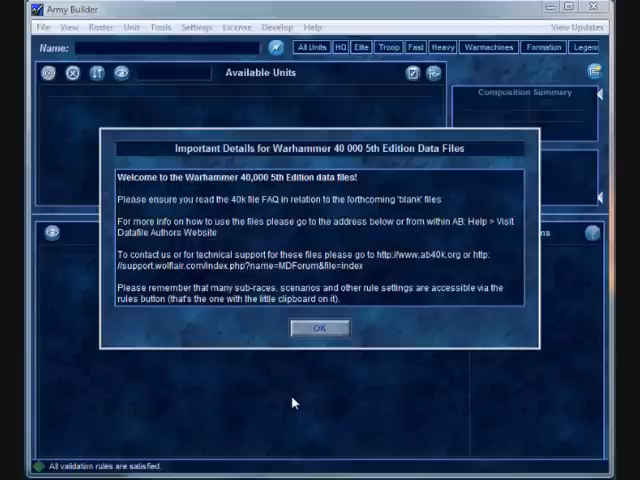 Army Builder
File View Roster Unit Tools Settings License Develop Help View Updates
Name: All Units HQ Elite Troop Fast Heavy Warmachines Formation Legend
Available Units
Composition Summary
Important Details for Warhammer 40 000 5th Edition Data Files
Welcome to the Warhammer 40,000 5th Edition data files!
Please ensure you read the 40k file FAQ in relation to the forthcoming 'blank' files
For more info on how to use the files please go to the address below or from within AB: Help > Visit
Datafile Authors Website
To contact us or for technical support for these files please go to http://www.ab40k.org or http:
//support.wolflair.com/index.php?name=MDForum&file=index
Please remember that many sub-races, scenarios and other rule settings are accessible via the
rules button (that's the one with the little clipboard on it).
OK
All validation rules are satisfied.